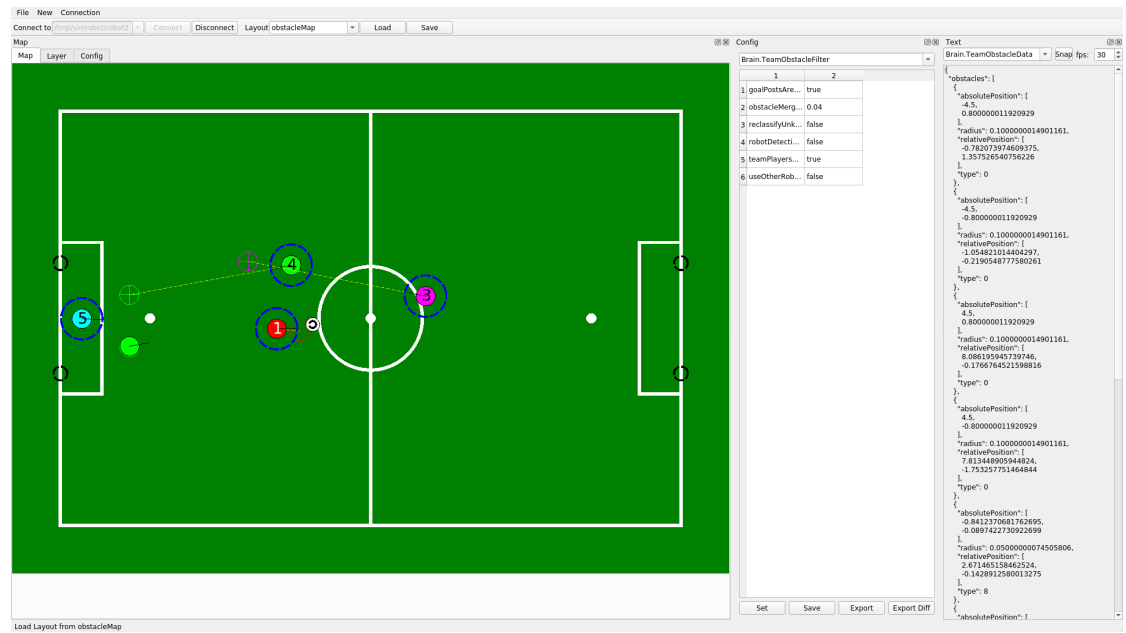 File New Connection
Connect to /tmp/simrobot/robot2 Connect Disconnect Layout obstacleMap Load Save
Map
Map Layer Config
4
3
5
1
Config
Brain.TeamObstacleFilter
1 2
1 goalPostsAre... true
2 obstacleMerg... 0.04
3 reclassifyUnk... false
4 robotDetecti... false
5 teamPlayers... true
6 useOtherRob... false
Set Save Export Export Diff
Text
Brain.TeamObstacleData Snap fps: 30
{
"obstacles": [
{
"absolutePosition": [
-4.5,
0.800000011920929
],
"radius": 0.1000000014901161,
"relativePosition": [
-0.782073974609375,
1.357526540756226
],
"type": 0
},
{
"absolutePosition": [
-4.5,
-0.800000011920929
],
"radius": 0.1000000014901161,
"relativePosition": [
-1.054821014404297,
-0.2190548777580261
],
"type": 0
},
{
"absolutePosition": [
4.5,
0.800000011920929
],
"radius": 0.1000000014901161,
"relativePosition": [
8.086195945739746,
-0.1766764521598816
],
"type": 0
},
{
"absolutePosition": [
4.5,
-0.800000011920929
],
"radius": 0.1000000014901161,
"relativePosition": [
7.813448905944824,
-1.753257751464844
],
"type": 0
},
{
"absolutePosition": [
-0.8412370681762695,
-0.0897422730922699
],
"radius": 0.05000000074505806,
"relativePosition": [
2.671465158462524,
-0.1428912580013275
],
"type": 8
},
{
"absolutePosition": [
Load Layout from obstacleMap